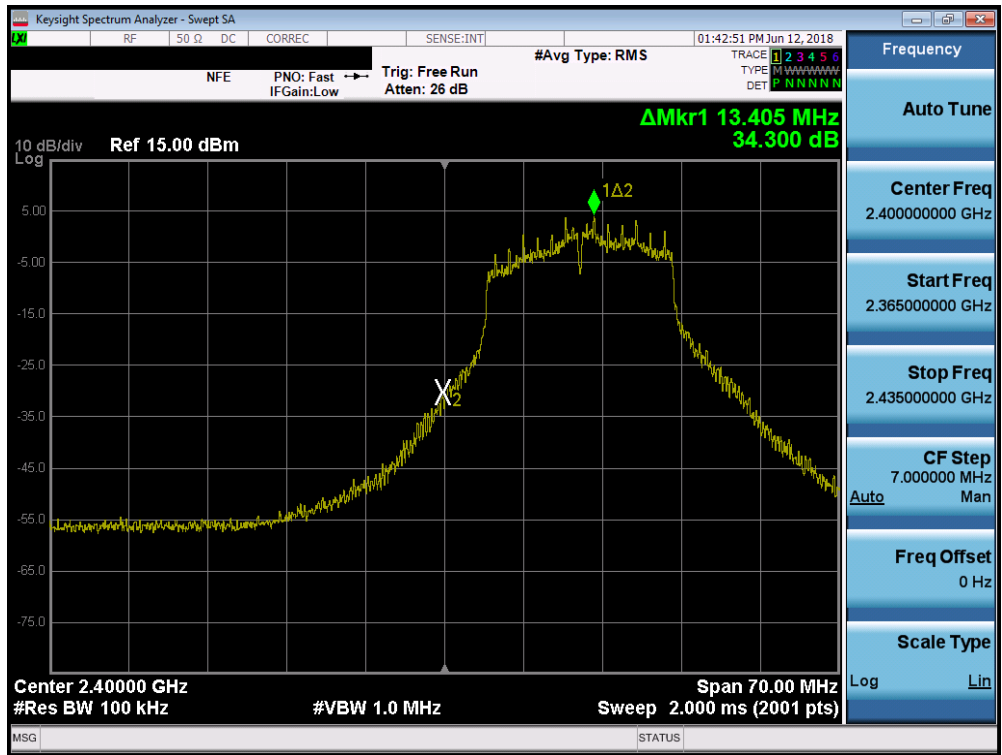 Keysight Spectrum Analyzer - Swept SA
LXI RF 50 Ω DC CORREC SENSE:INT 01:42:51 PM Jun 12, 2018
#Avg Type: RMS TRACE 1 2 3 4 5 6
NFE PNO: Fast Trig: Free Run TYPE M WWWWW
IFGain:Low Atten: 26 dB DET P N N N N N
ΔMkr1 13.405 MHz
34.300 dB
10 dB/div Ref 15.00 dBm
Log
1Δ2
5.00
-5.00
-15.0
-25.0
X2
-35.0
-45.0
-55.0
-65.0
-75.0
Center 2.40000 GHz Span 70.00 MHz
#Res BW 100 kHz #VBW 1.0 MHz Sweep 2.000 ms (2001 pts)
MSG STATUS
Frequency
Auto Tune
Center Freq
2.400000000 GHz
Start Freq
2.365000000 GHz
Stop Freq
2.435000000 GHz
CF Step
7.000000 MHz
Auto Man
Freq Offset
0 Hz
Scale Type
Log Lin